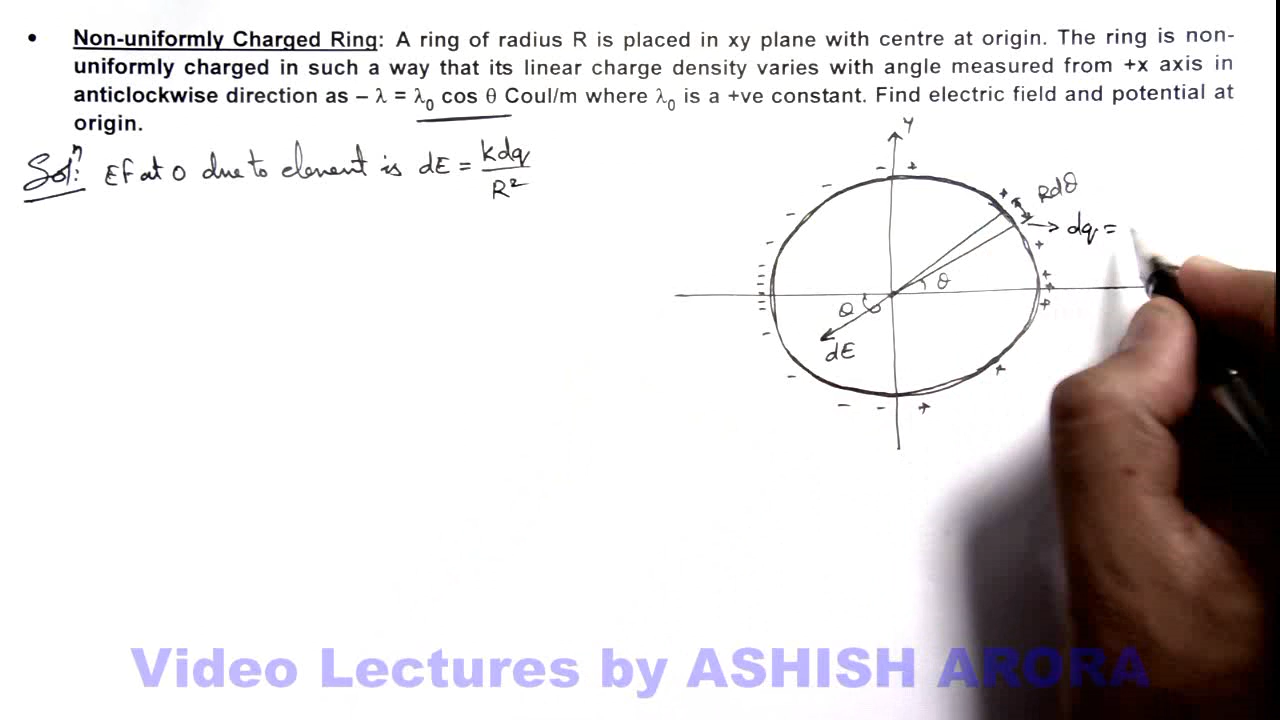 • Non-uniformly Charged Ring: A ring of radius R is placed in xy plane with centre at origin. The ring is non-
uniformly charged in such a way that its linear charge density varies with angle measured from +x axis in
anticlockwise direction as – λ = λ₀ cos θ Coul/m where λ₀ is a +ve constant. Find electric field and potential at
origin.
Solⁿ: EF at O due to element is dE = kdq/R²
Y
Rdθ
dq =
θ
θ
dE
Video Lectures by ASHISH ARORA